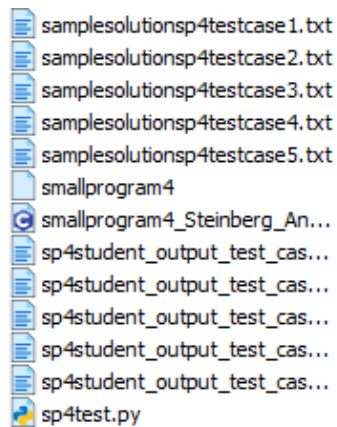 samplesolutionsp4testcase1.txt
samplesolutionsp4testcase2.txt
samplesolutionsp4testcase3.txt
samplesolutionsp4testcase4.txt
samplesolutionsp4testcase5.txt
smallprogram4
smallprogram4_Steinberg_An...
sp4student_output_test_cas...
sp4student_output_test_cas...
sp4student_output_test_cas...
sp4student_output_test_cas...
sp4student_output_test_cas...
sp4test.py